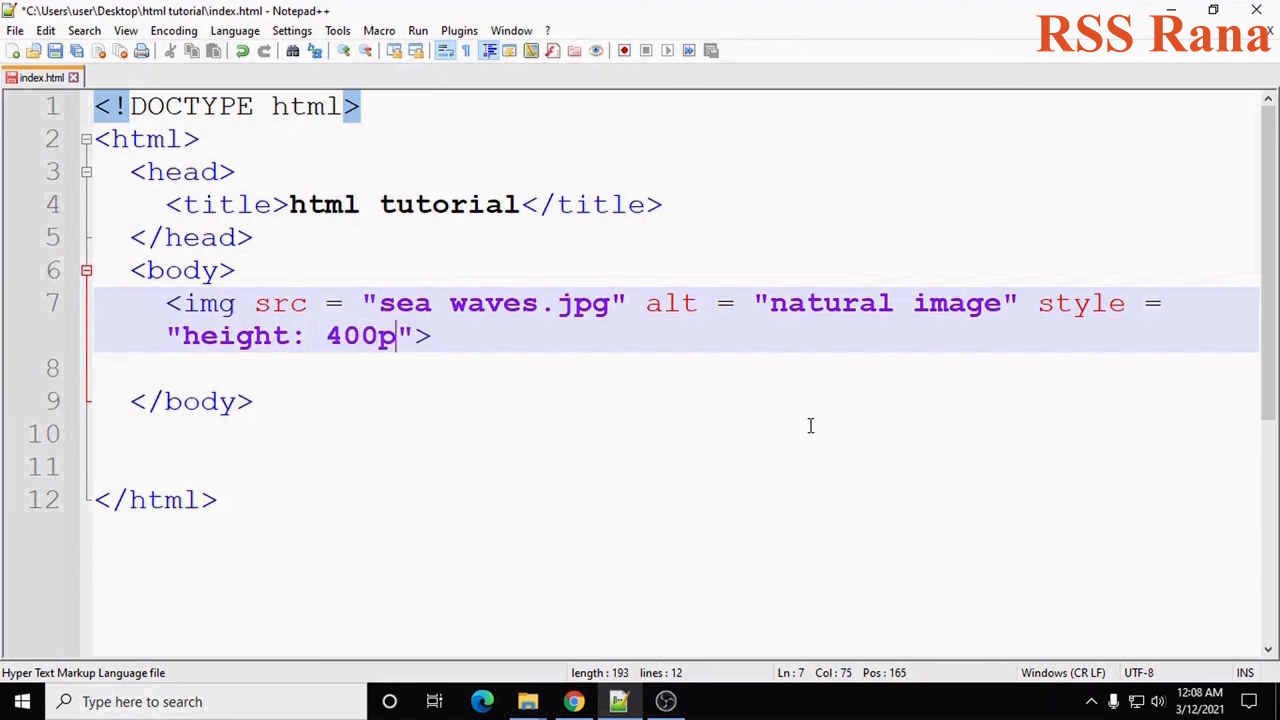 *C:\Users\user\Desktop\html tutorial\index.html - Notepad++
RSS Rana
File Edit Search View Encoding Language Settings Tools Macro Run Plugins Window ?
index.html
1 <!DOCTYPE html>
2 <html>
3 <head>
4 <title>html tutorial</title>
5 </head>
6 <body>
7 <img src = "sea waves.jpg" alt = "natural image" style =
"height: 400p">
8
9 </body>
10
11
12 </html>
Hyper Text Markup Language file length : 193 lines : 12 Ln : 7 Col : 75 Pos : 165 Windows (CR LF) UTF-8 INS
Type here to search
12:08 AM
3/12/2021